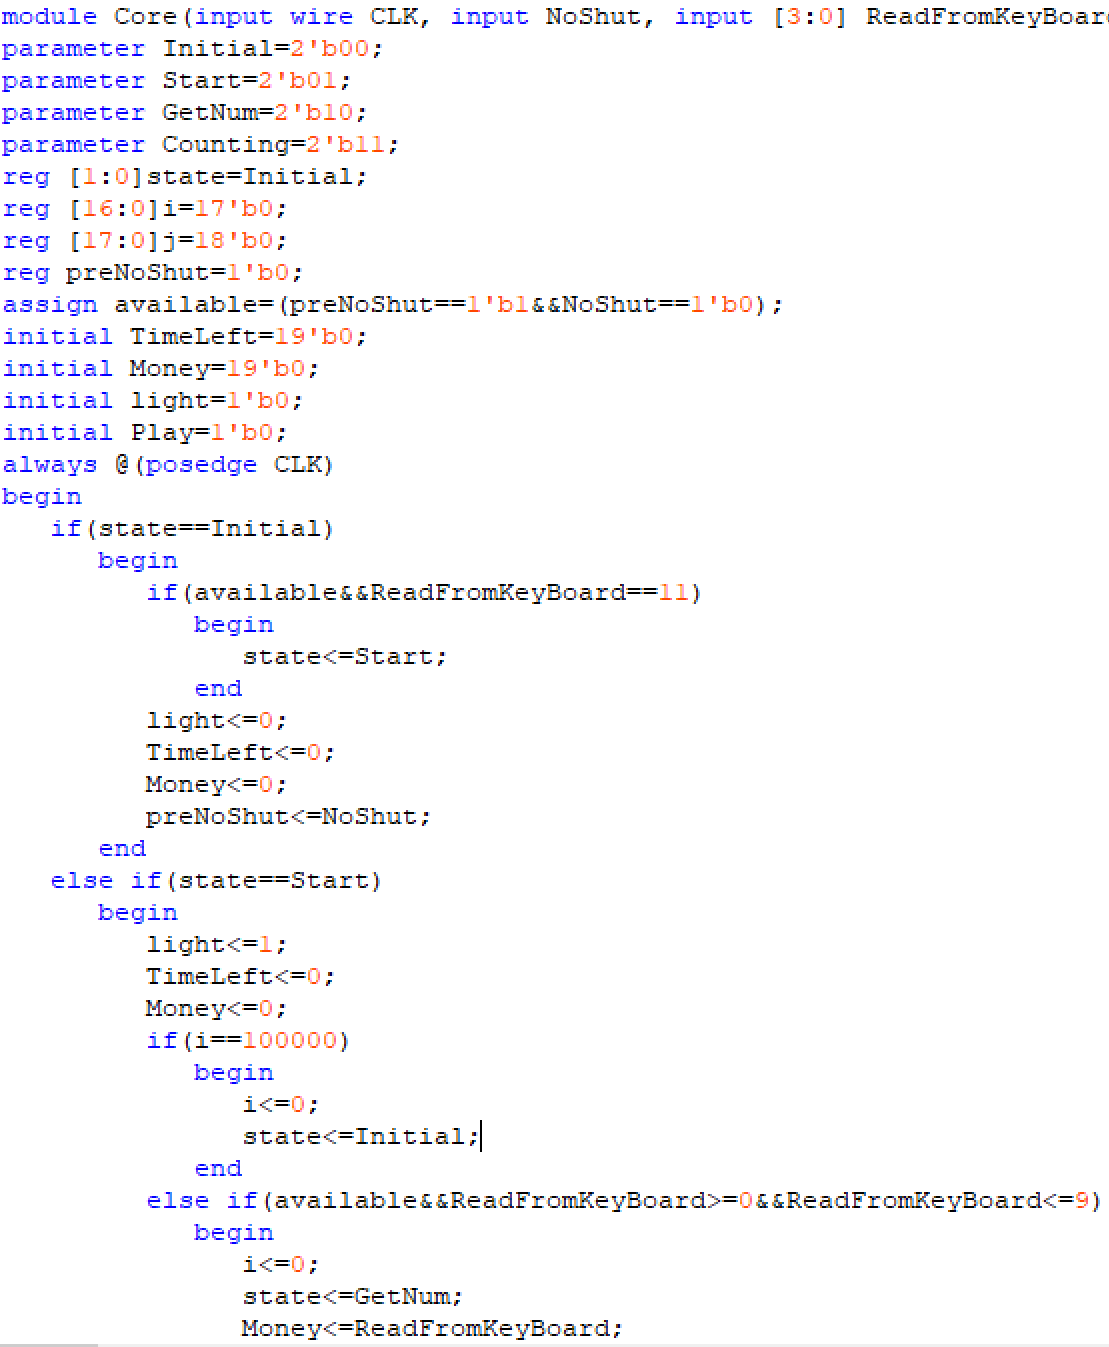 module Core(input wire CLK, input NoShut, input [3:0] ReadFromKeyBoar
parameter Initial=2'b00;
parameter Start=2'b01;
parameter GetNum=2'b10;
parameter Counting=2'b11;
reg [1:0]state=Initial;
reg [16:0]i=17'b0;
reg [17:0]j=18'b0;
reg preNoShut=1'b0;
assign available=(preNoShut==1'b1&&NoShut==1'b0);
initial TimeLeft=19'b0;
initial Money=19'b0;
initial light=1'b0;
initial Play=1'b0;
always @(posedge CLK)
begin
if(state==Initial)
begin
if(available&&ReadFromKeyBoard==11)
begin
state<=Start;
end
light<=0;
TimeLeft<=0;
Money<=0;
preNoShut<=NoShut;
end
else if(state==Start)
begin
light<=1;
TimeLeft<=0;
Money<=0;
if(i==100000)
begin
i<=0;
state<=Initial;
end
else if(available&&ReadFromKeyBoard>=0&&ReadFromKeyBoard<=9)
begin
i<=0;
state<=GetNum;
Money<=ReadFromKeyBoard;